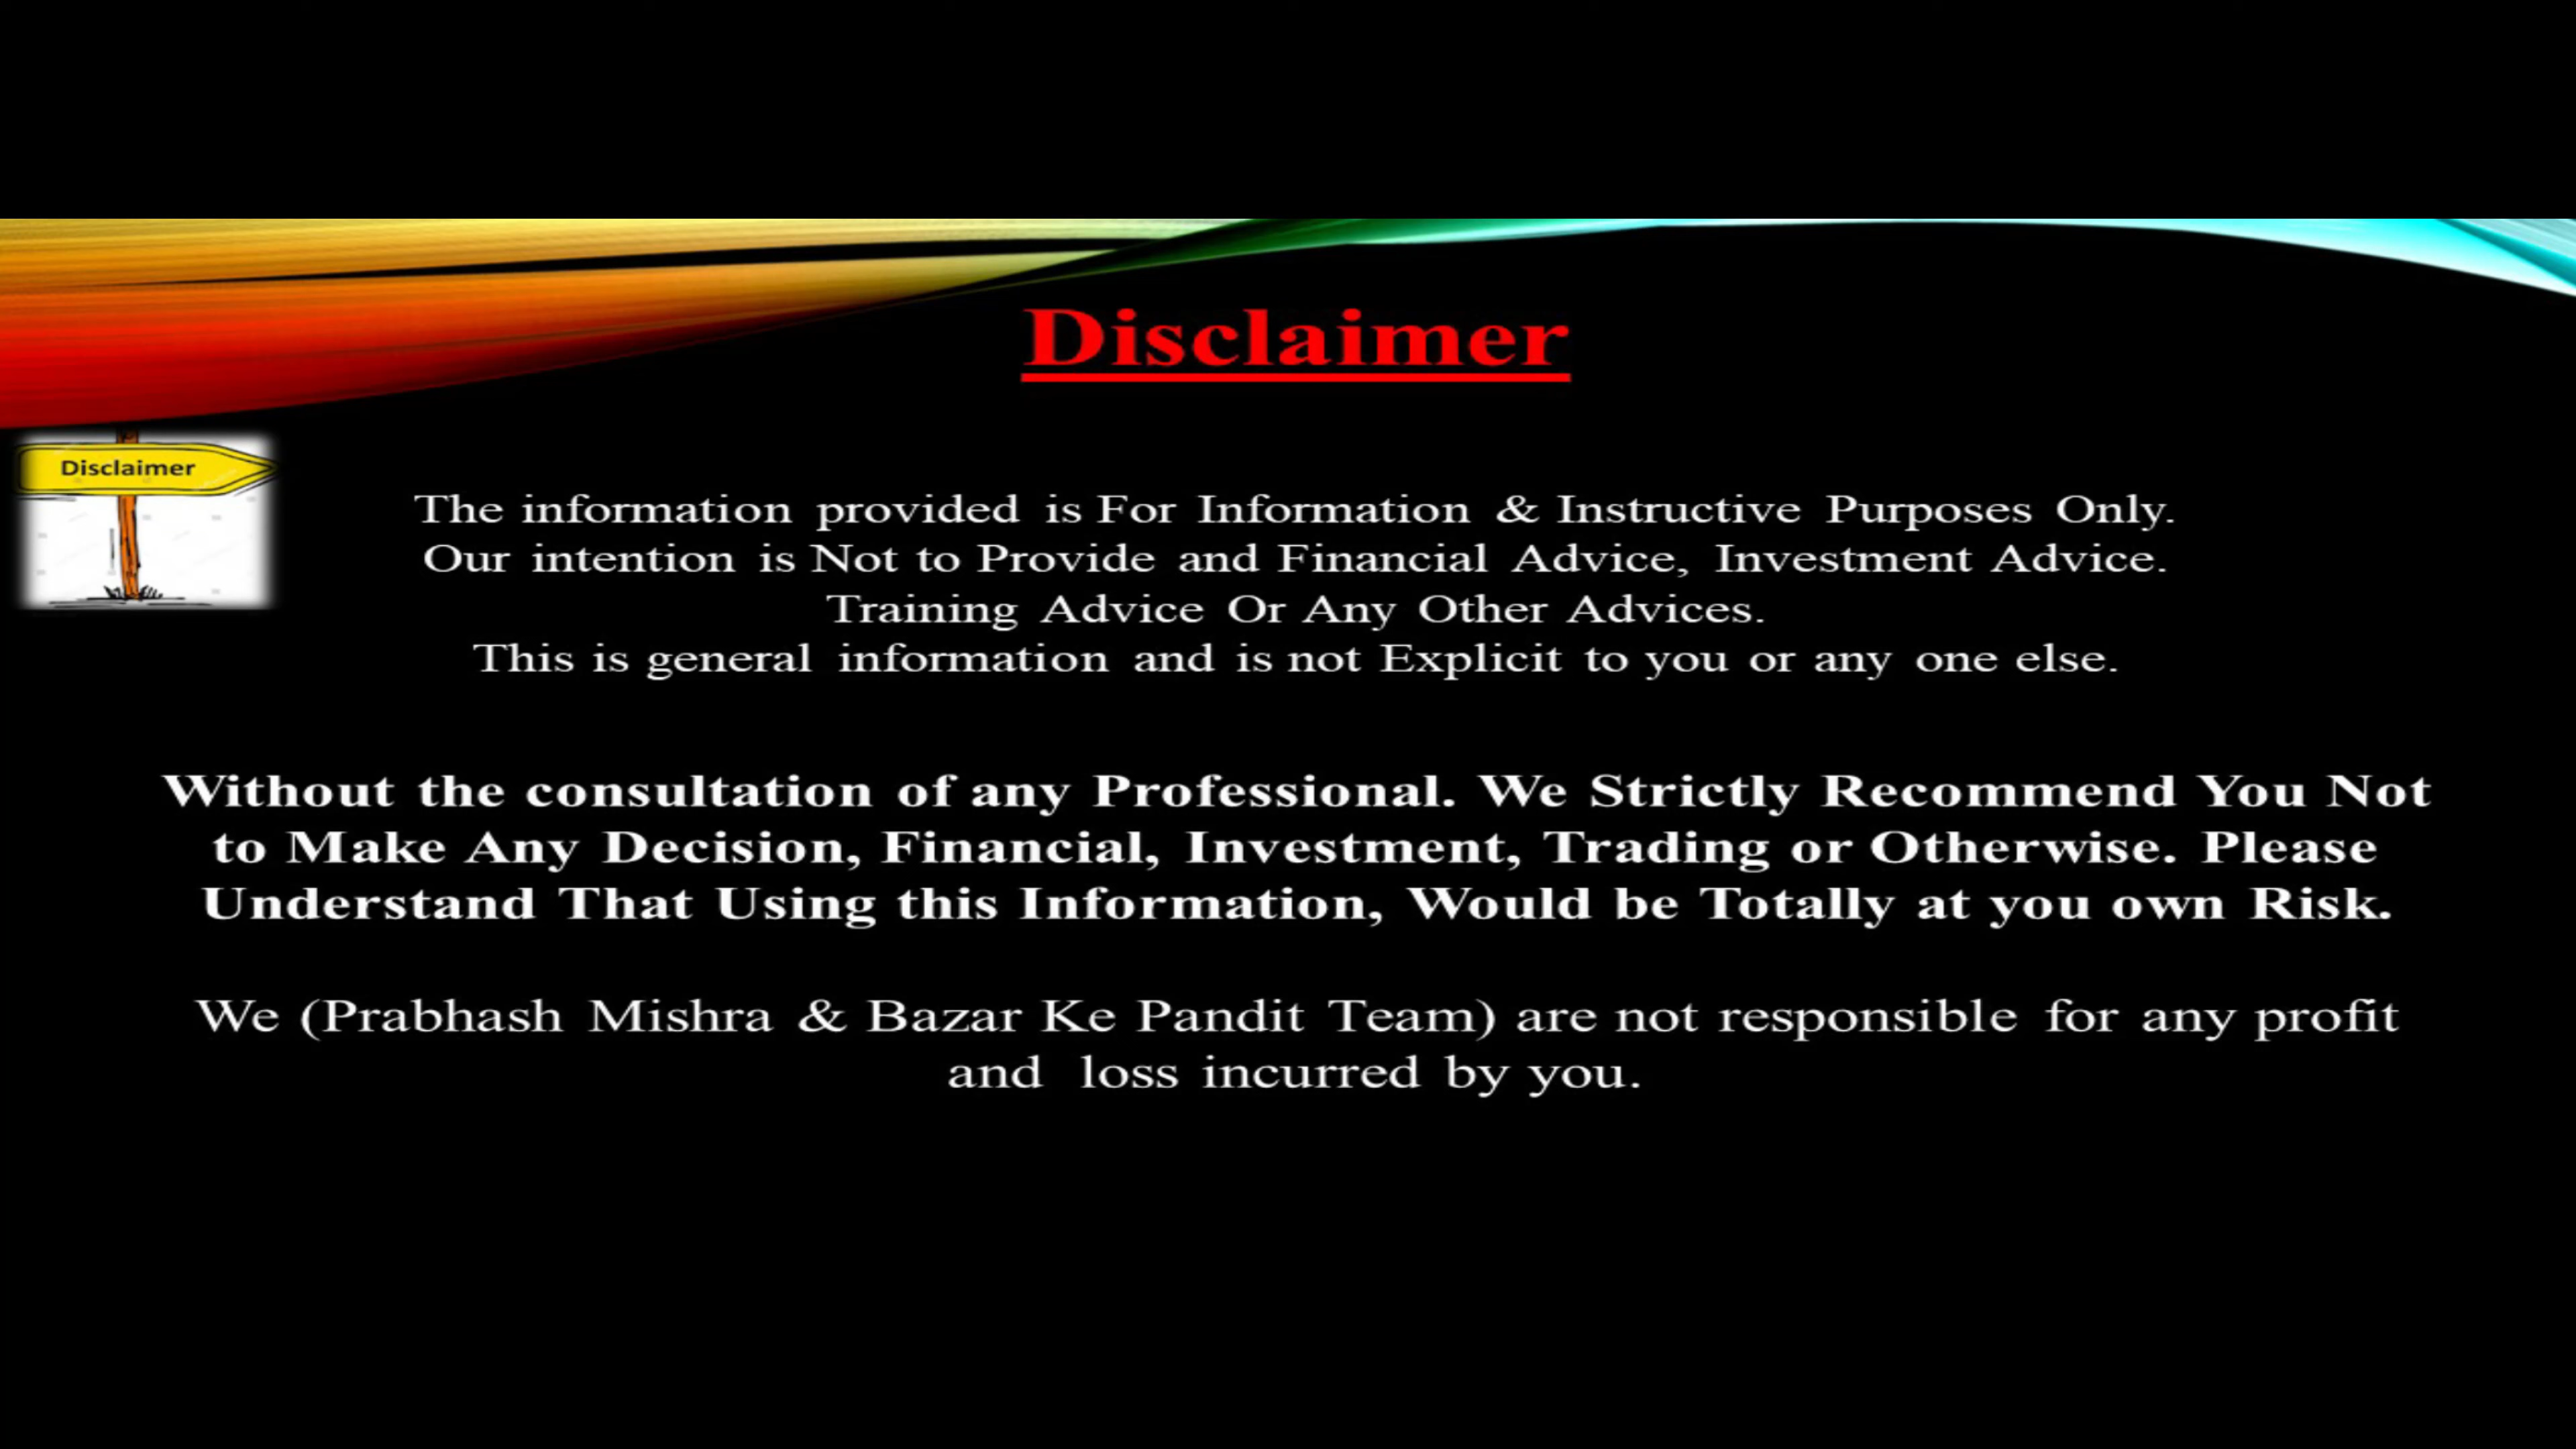 Disclaimer
Disclaimer
The information provided is For Information & Instructive Purposes Only.
Our intention is Not to Provide and Financial Advice, Investment Advice.
Training Advice Or Any Other Advices.
This is general information and is not Explicit to you or any one else.
Without the consultation of any Professional. We Strictly Recommend You Not
to Make Any Decision, Financial, Investment, Trading or Otherwise. Please
Understand That Using this Information, Would be Totally at you own Risk.
We (Prabhash Mishra & Bazar Ke Pandit Team) are not responsible for any profit
and loss incurred by you.